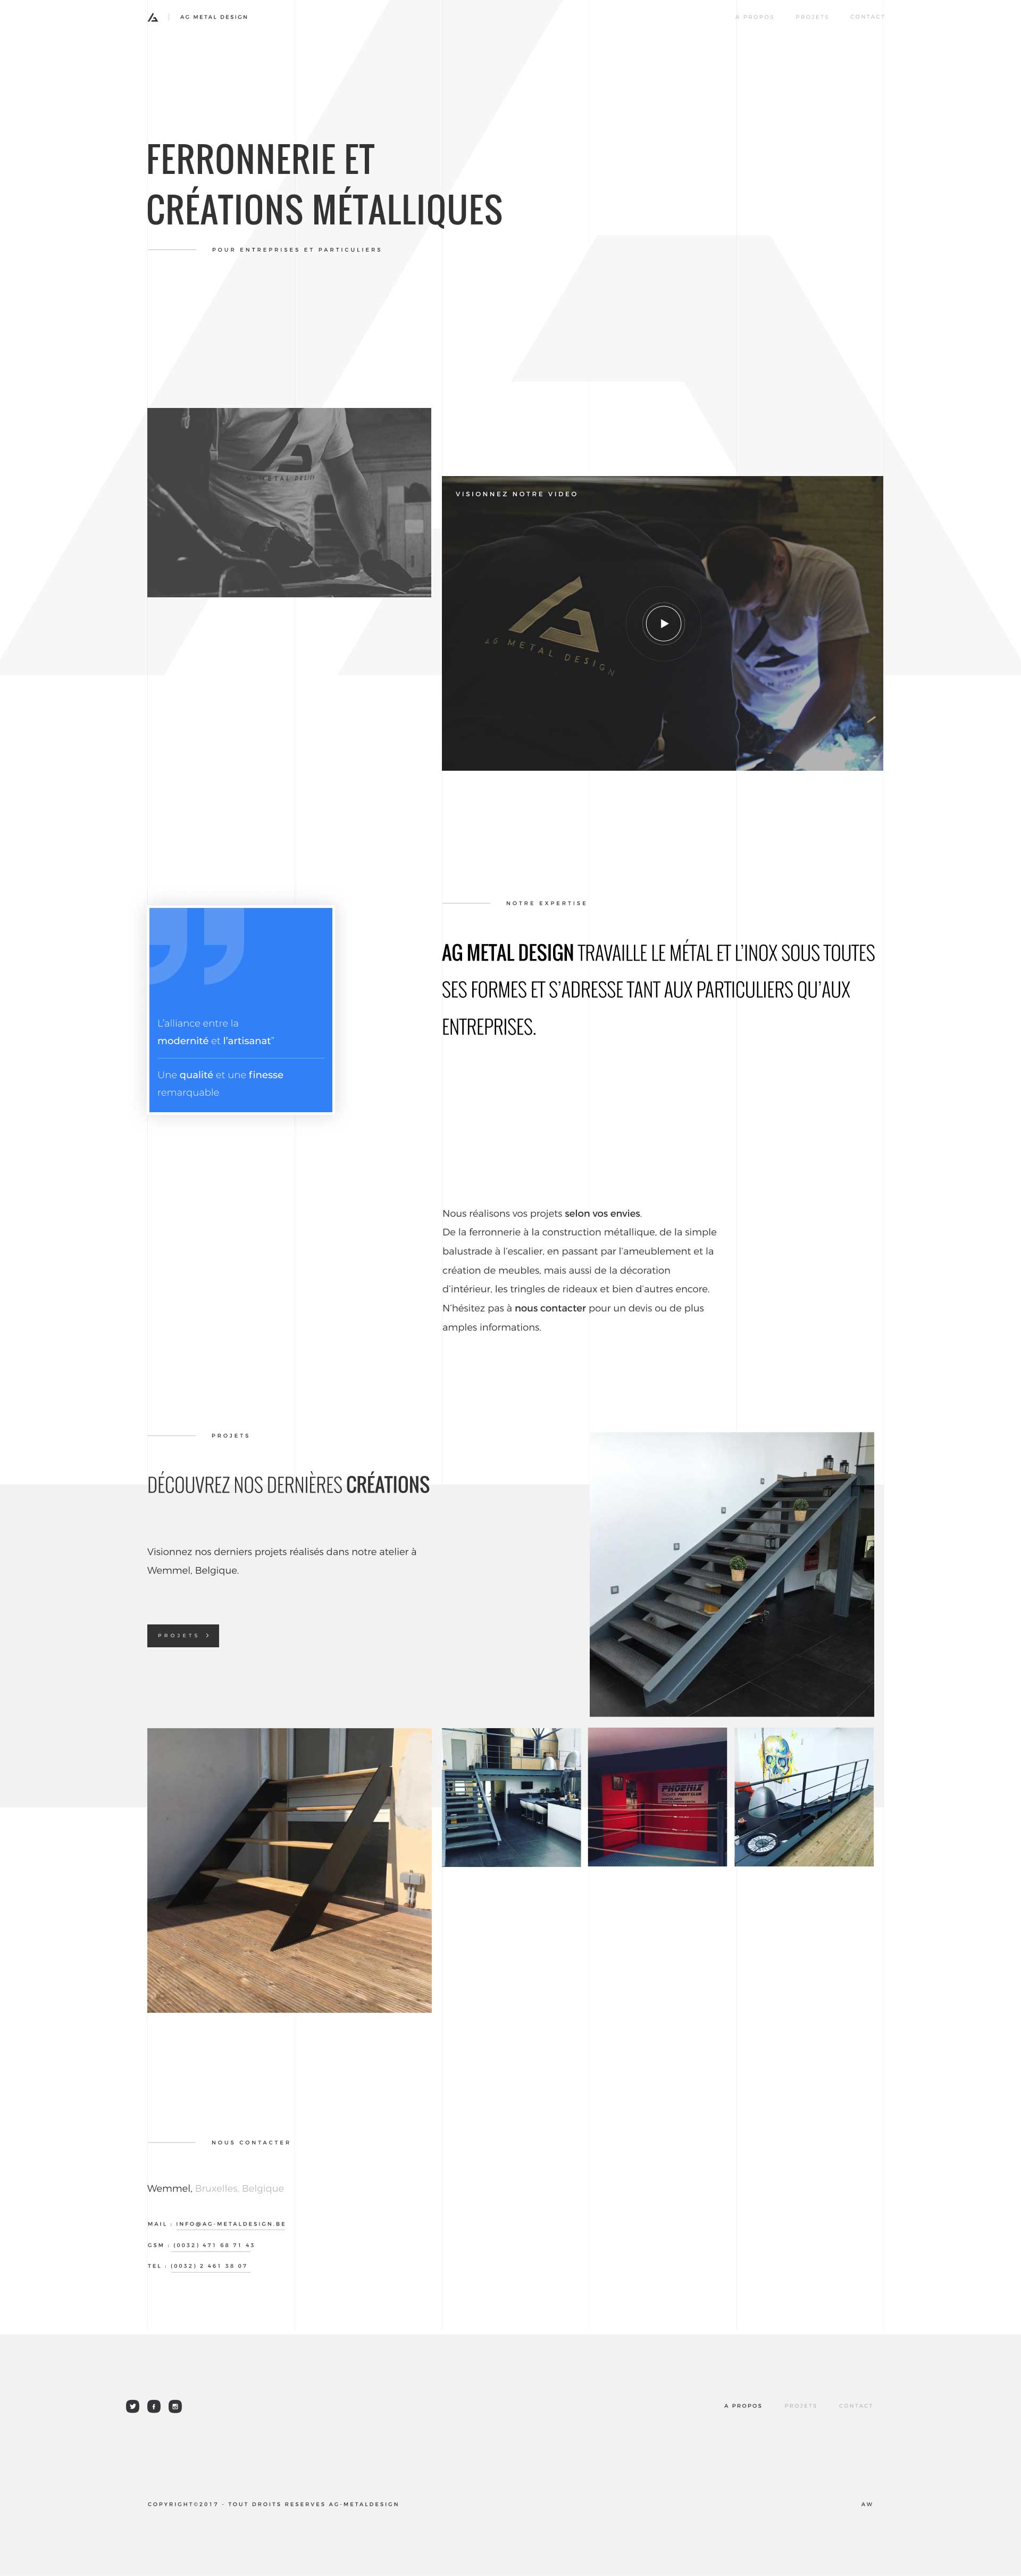 AG METAL DESIGN
A PROPOS
PROJETS
CONTACT
FERRONNERIE ET
CRÉATIONS MÉTALLIQUES
POUR ENTREPRISES ET PARTICULIERS
VISIONNEZ NOTRE VIDEO
AG METAL DESIGN
NOTRE EXPERTISE
AG METAL DESIGN TRAVAILLE LE MÉTAL ET L’INOX SOUS TOUTES
SES FORMES ET S’ADRESSE TANT AUX PARTICULIERS QU’AUX
ENTREPRISES.
L’alliance entre la
modernité et l’artisanat”
Une qualité et une finesse
remarquable
Nous réalisons vos projets selon vos envies.
De la ferronnerie à la construction métallique, de la simple
balustrade à l’escalier, en passant par l’ameublement et la
création de meubles, mais aussi de la décoration
d’intérieur, les tringles de rideaux et bien d’autres encore.
N’hésitez pas à nous contacter pour un devis ou de plus
amples informations.
PROJETS
DÉCOUVREZ NOS DERNIÈRES CRÉATIONS
Visionnez nos derniers projets réalisés dans notre atelier à
Wemmel, Belgique.
PROJETS >
PHOENIX
NOUS CONTACTER
Wemmel, Bruxelles, Belgique
MAIL : INFO@AG-METALDESIGN.BE
GSM : (0032) 471 68 71 43
TEL : (0032) 2 461 38 07
A PROPOS
PROJETS
CONTACT
COPYRIGHT©2017 - TOUT DROITS RESERVES AG-METALDESIGN
AW